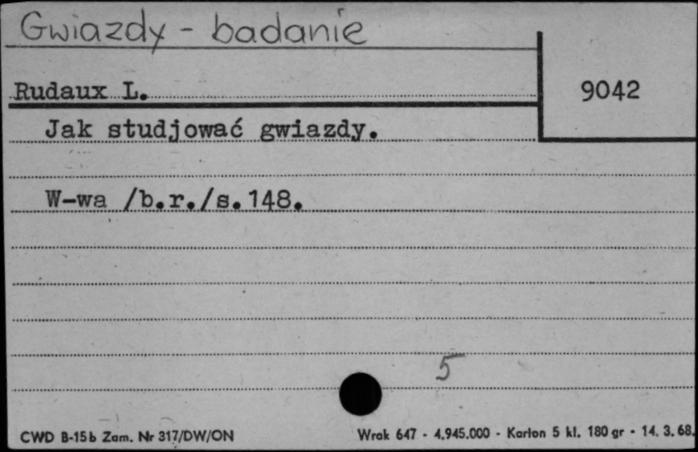 Gwiazdy - badanie
Rudaux L.
9042
Jak studjować gwiazdy.
W-wa /b.r./s.148.
5
CWD B-15b Zam. Nr 317/DW/ON
Wrak 647 - 4.945.000 - Karton 5 kl. 180 gr - 14. 3. 68.